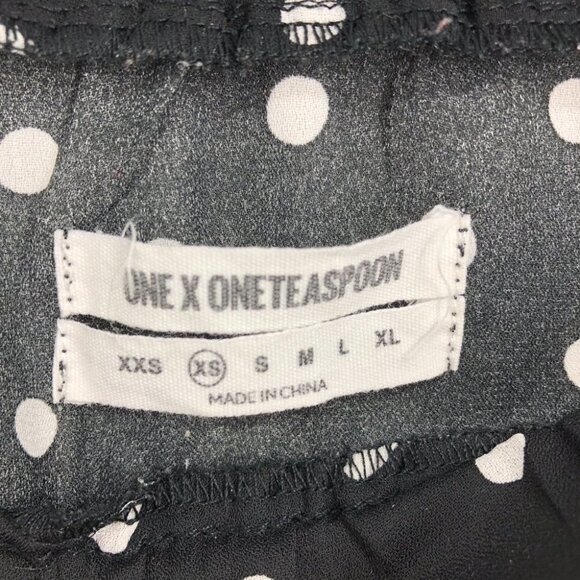 ONE X ONETEASPOON
XXS XS S M L XL
MADE IN CHINA